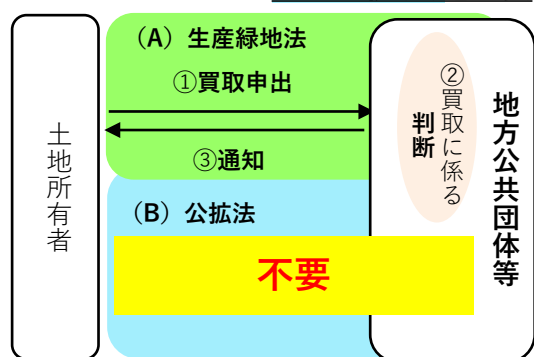 （A）生産緑地法
①買取申出
③通知
土地所有者
②買取に係る
判断
地方公共団体等
（B）公拡法
不要